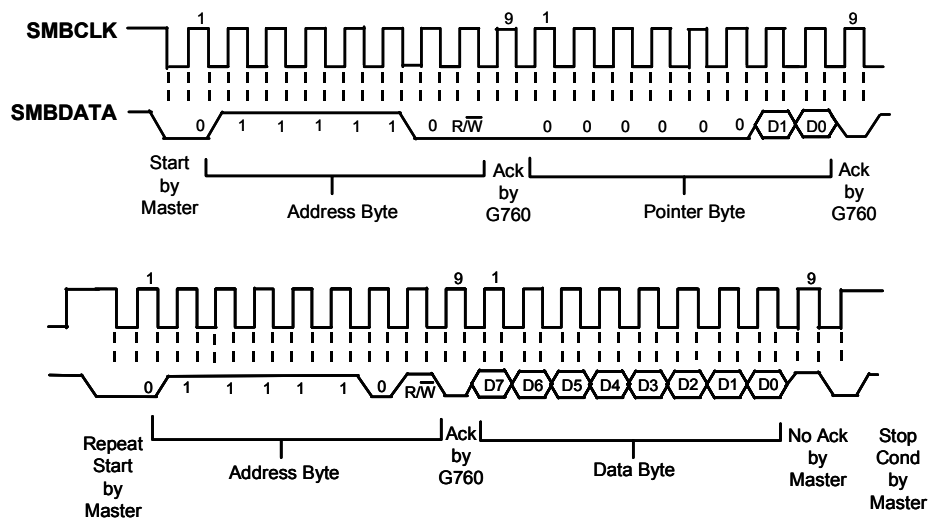 1 9 1 9
SMBCLK
SMBDATA
0 1 1 1 1 1 0 R/W̅ 0 0 0 0 0 0 D1 D0
Start by Master
Address Byte
Ack by G760
Pointer Byte
Ack by G760
1 9 1 9
0 1 1 1 1 1 0 R/W̅ D7 D6 D5 D4 D3 D2 D1 D0
Repeat Start by Master
Address Byte
Ack by G760
Data Byte
No Ack by Master
Stop Cond by Master